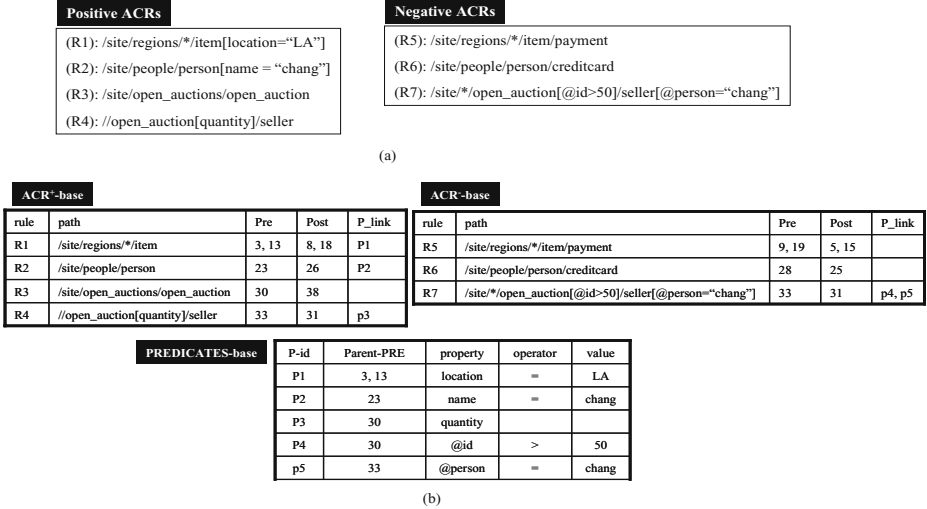 Positive ACRs
(R1): /site/regions/*/item[location=“LA”]
(R2): /site/people/person[name = “chang”]
(R3): /site/open_auctions/open_auction
(R4): //open_auction[quantity]/seller
Negative ACRs
(R5): /site/regions/*/item/payment
(R6): /site/people/person/creditcard
(R7): /site/*/open_auction[@id>50]/seller[@person=“chang”]
(a)
ACR⁺-base
rule path Pre Post P_link
R1 /site/regions/*/item 3, 13 8, 18 P1
R2 /site/people/person 23 26 P2
R3 /site/open_auctions/open_auction 30 38
R4 //open_auction[quantity]/seller 33 31 p3
ACR⁻-base
rule path Pre Post P_link
R5 /site/regions/*/item/payment 9, 19 5, 15
R6 /site/people/person/creditcard 28 25
R7 /site/*/open_auction[@id>50]/seller[@person=“chang”] 33 31 p4, p5
PREDICATES-base
P-id Parent-PRE property operator value
P1 3, 13 location = LA
P2 23 name = chang
P3 30 quantity
P4 30 @id > 50
p5 33 @person = chang
(b)